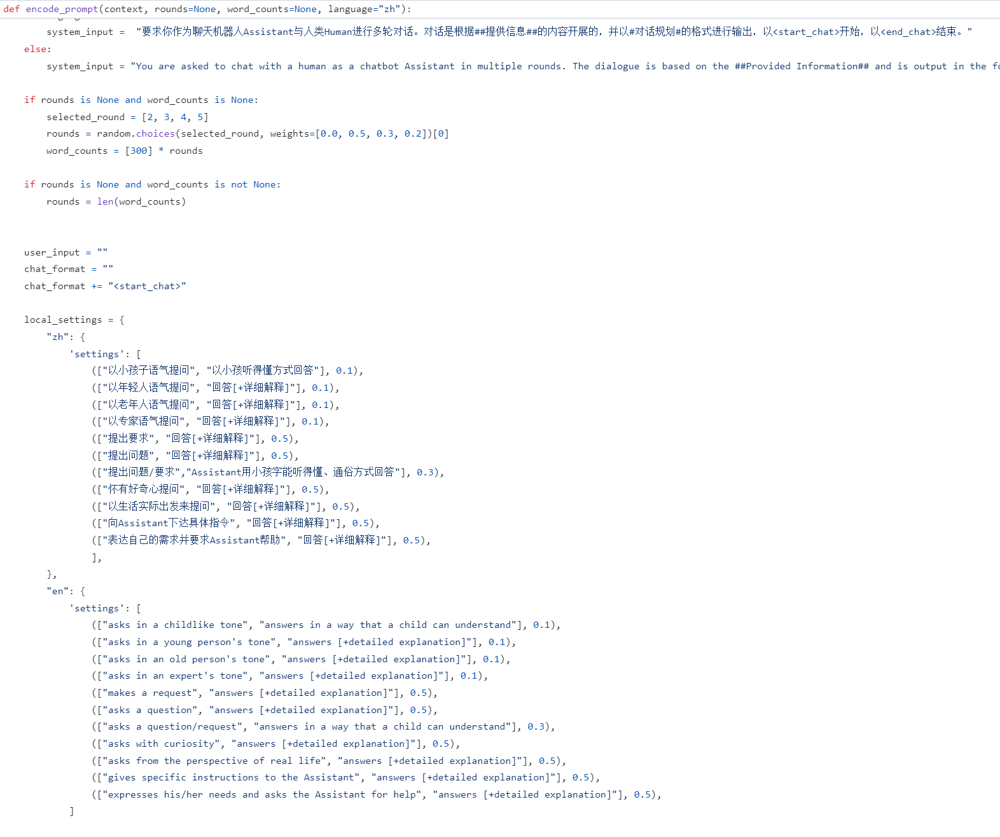 def encode_prompt(context, rounds=None, word_counts=None, language="zh"):
        system_input =  "要求你作为聊天机器人Assistant与人类Human进行多轮对话。对话是根据##提供信息##的内容开展的，并以#对话规划#的格式进行输出，以<start_chat>开始，以<end_chat>结束。"
    else:
        system_input = "You are asked to chat with a human as a chatbot Assistant in multiple rounds. The dialogue is based on the ##Provided Information## and is output in the fo

    if rounds is None and word_counts is None:
        selected_round = [2, 3, 4, 5]
        rounds = random.choices(selected_round, weights=[0.0, 0.5, 0.3, 0.2])[0]
        word_counts = [300] * rounds

    if rounds is None and word_counts is not None:
        rounds = len(word_counts)


    user_input = ""
    chat_format = ""
    chat_format += "<start_chat>"

    local_settings = {
        "zh": {
            'settings': [
                (["以小孩子语气提问", "以小孩听得懂方式回答"], 0.1),
                (["以年轻人语气提问", "回答[+详细解释]"], 0.1),
                (["以老年人语气提问", "回答[+详细解释]"], 0.1),
                (["以专家语气提问", "回答[+详细解释]"], 0.1),
                (["提出要求", "回答[+详细解释]"], 0.5),
                (["提出问题", "回答[+详细解释]"], 0.5),
                (["提出问题/要求","Assistant用小孩字能听得懂、通俗方式回答"], 0.3),
                (["怀有好奇心提问", "回答[+详细解释]"], 0.5),
                (["以生活实际出发来提问", "回答[+详细解释]"], 0.5),
                (["向Assistant下达具体指令", "回答[+详细解释]"], 0.5),
                (["表达自己的需求并要求Assistant帮助", "回答[+详细解释]"], 0.5),
                ],
        },
        "en": {
            'settings': [
                (["asks in a childlike tone", "answers in a way that a child can understand"], 0.1),
                (["asks in a young person's tone", "answers [+detailed explanation]"], 0.1),
                (["asks in an old person's tone", "answers [+detailed explanation]"], 0.1),
                (["asks in an expert's tone", "answers [+detailed explanation]"], 0.1),
                (["makes a request", "answers [+detailed explanation]"], 0.5),
                (["asks a question", "answers [+detailed explanation]"], 0.5),
                (["asks a question/request", "answers in a way that a child can understand"], 0.3),
                (["asks with curiosity", "answers [+detailed explanation]"], 0.5),
                (["asks from the perspective of real life", "answers [+detailed explanation]"], 0.5),
                (["gives specific instructions to the Assistant", "answers [+detailed explanation]"], 0.5),
                (["expresses his/her needs and asks the Assistant for help", "answers [+detailed explanation]"], 0.5),
            ]